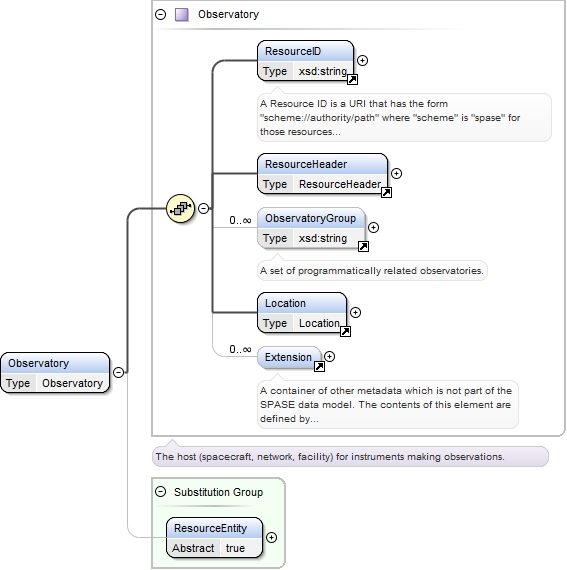 Observatory
ResourceID
Type xsd:string
A Resource ID is a URI that has the form
"scheme://authority/path" where "scheme" is "spase" for
those resources...
ResourceHeader
Type ResourceHeader
0..∞
ObservatoryGroup
Type xsd:string
A set of programmatically related observatories.
Location
Type Location
0..∞
Extension
A container of other metadata which is not part of the
SPASE data model. The contents of this element are
defined by...
Observatory
Type Observatory
The host (spacecraft, network, facility) for instruments making observations.
Substitution Group
ResourceEntity
Abstract true